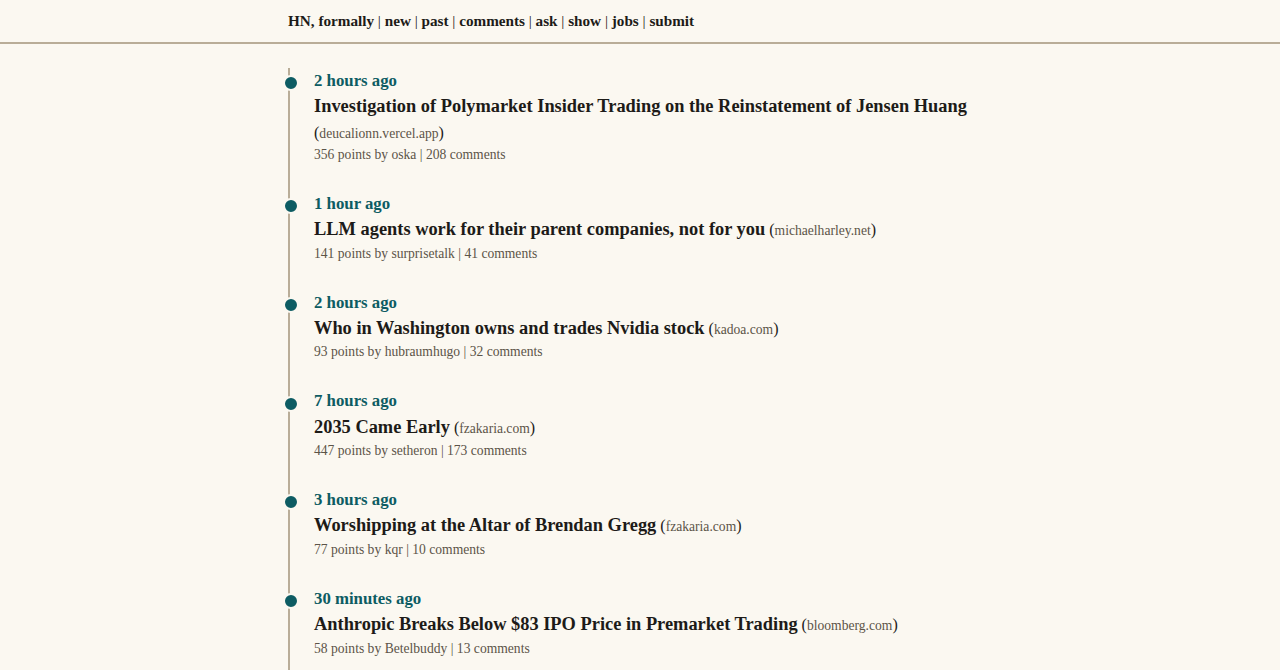 HN, formally | new | past | comments | ask | show | jobs | submit
2 hours ago
Investigation of Polymarket Insider Trading on the Reinstatement of Jensen Huang
(deucalionn.vercel.app)
356 points by oska | 208 comments
1 hour ago
LLM agents work for their parent companies, not for you (michaelharley.net)
141 points by surprisetalk | 41 comments
2 hours ago
Who in Washington owns and trades Nvidia stock (kadoa.com)
93 points by hubraumhugo | 32 comments
7 hours ago
2035 Came Early (fzakaria.com)
447 points by setheron | 173 comments
3 hours ago
Worshipping at the Altar of Brendan Gregg (fzakaria.com)
77 points by kqr | 10 comments
30 minutes ago
Anthropic Breaks Below $83 IPO Price in Premarket Trading (bloomberg.com)
58 points by Betelbuddy | 13 comments